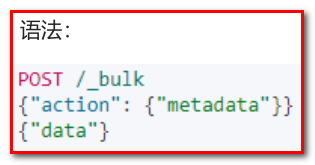 语法：
POST /_bulk
{"action": {"metadata"}}
{"data"}